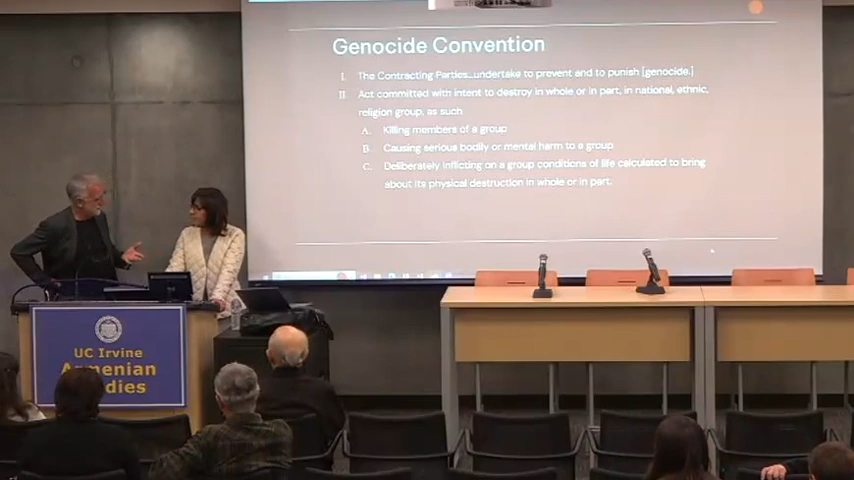 Genocide Convention
I. The Contracting Parties...undertake to prevent and to punish [genocide.]
II. Act committed with intent to destroy in whole or in part, in national, ethnic,
religion group, as such
A. Killing members of a group
B. Causing serious bodily or mental harm to a group
C. Deliberately inflicting on a group conditions of life calculated to bring
about its physical destruction in whole or in part.
UC Irvine
Armenian
dies